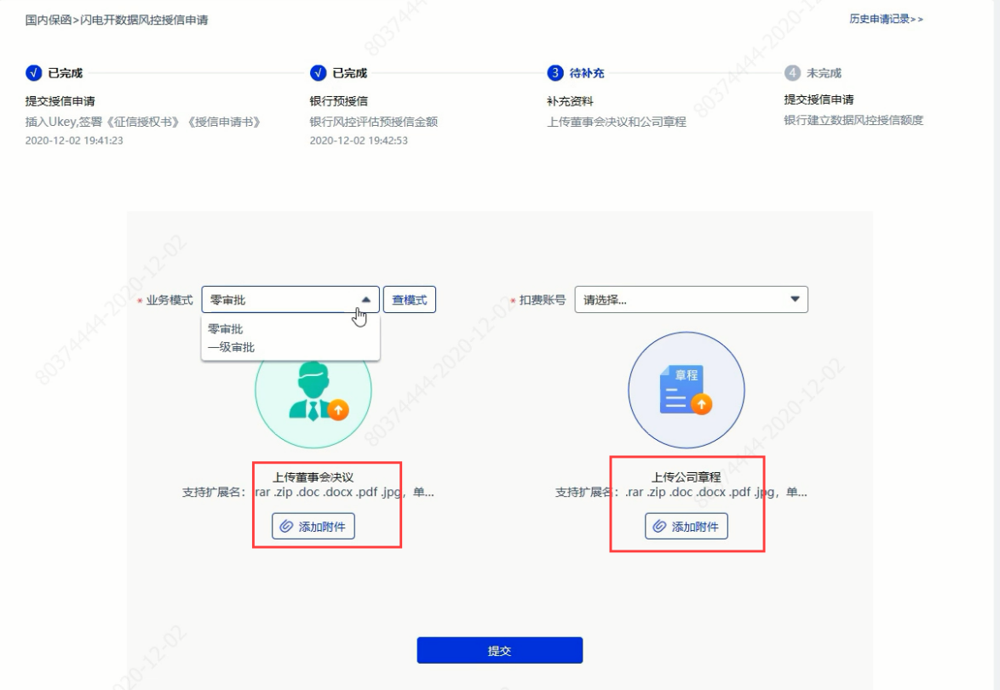 国内保函>闪电开数据风控授信申请
历史申请记录>>
已完成
已完成
3 待补充
4 未完成
提交授信申请
银行预授信
补充资料
提交授信申请
插入Ukey,签署《征信授权书》《授信申请书》
银行风控评估预授信金额
上传董事会决议和公司章程
银行建立数据风控授信额度
2020-12-02 19:41:23
2020-12-02 19:42:53
* 业务模式
零审批
查模式
* 扣费账号
请选择...
零审批
一级审批
章程
上传董事会决议
支持扩展名: .rar .zip .doc .docx .pdf .jpg，单...
添加附件
上传公司章程
支持扩展名: .rar .zip .doc .docx .pdf .jpg，单...
添加附件
提交
80374444-2020-12-02